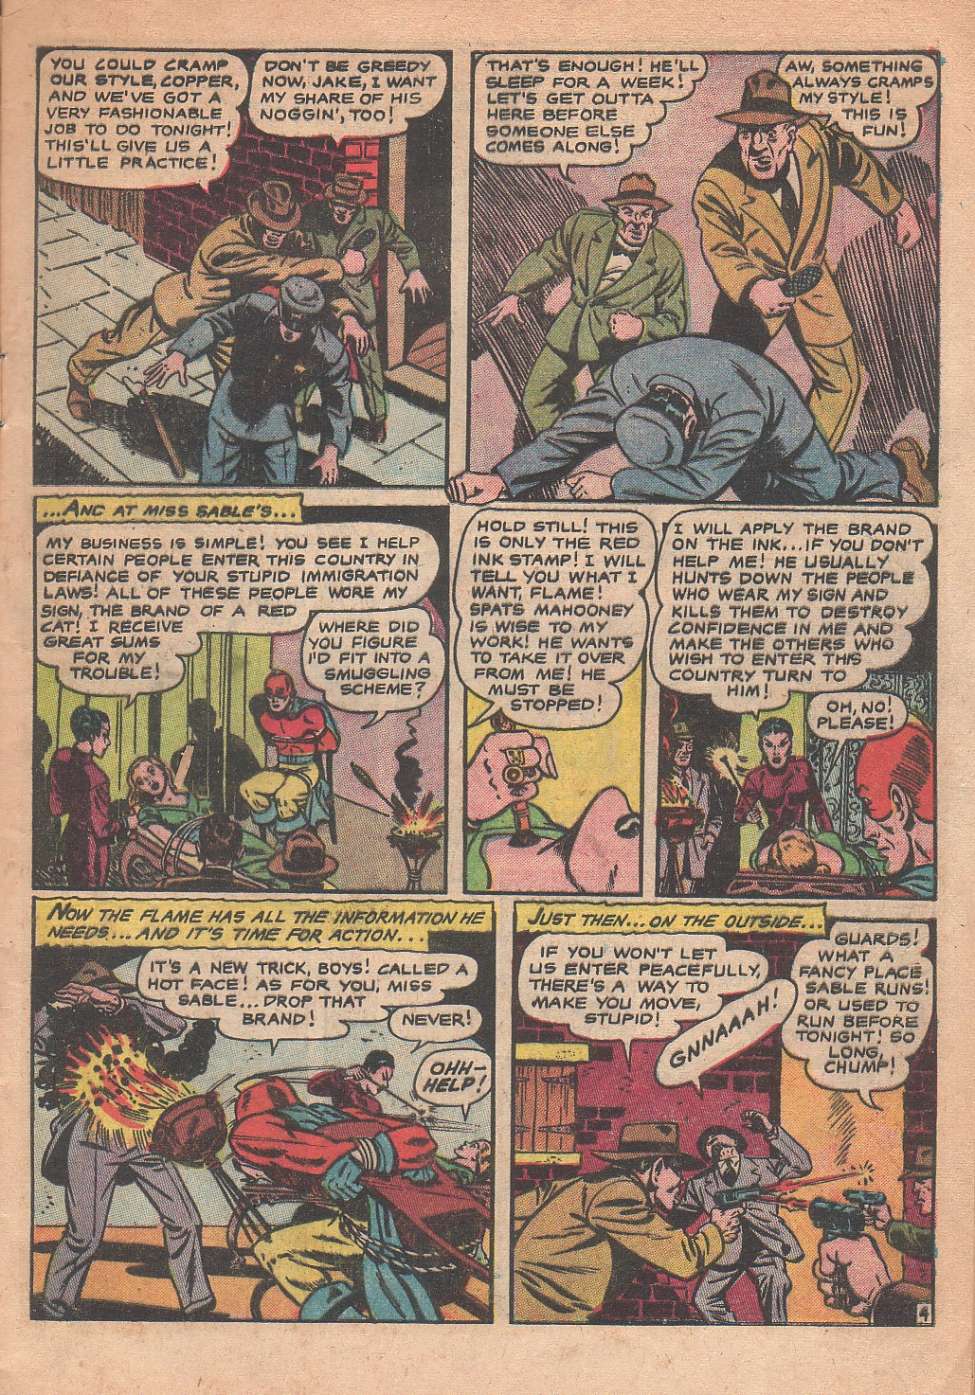 YOU COULD CRAMP
OUR STYLE, COPPER,
AND WE'VE GOT A
VERY FASHIONABLE
JOB TO DO TONIGHT!
THIS'LL GIVE US A
LITTLE PRACTICE!
DON'T BE GREEDY
NOW, JAKE, I WANT
MY SHARE OF HIS
NOGGIN', TOO!
THAT'S ENOUGH! HE'LL
SLEEP FOR A WEEK!
LET'S GET OUTTA
HERE BEFORE
SOMEONE ELSE
COMES ALONG!
AW, SOMETHING
ALWAYS CRAMPS
MY STYLE!
THIS IS
FUN!
...ANC AT MISS SABLE'S...
MY BUSINESS IS SIMPLE! YOU SEE I HELP
CERTAIN PEOPLE ENTER THIS COUNTRY IN
DEFIANCE OF YOUR STUPID IMMIGRATION
LAWS! ALL OF THESE PEOPLE WORE MY
SIGN, THE BRAND OF A RED
CAT! I RECEIVE
GREAT SUMS
FOR MY
TROUBLE!
WHERE DID
YOU FIGURE
I'D FIT INTO A
SMUGGLING
SCHEME?
HOLD STILL! THIS
IS ONLY THE RED
INK STAMP! I WILL
TELL YOU WHAT I
WANT, FLAME!
SPATS MAHOONEY
IS WISE TO MY
WORK! HE WANTS
TO TAKE IT OVER
FROM ME! HE
MUST BE
STOPPED!
I WILL APPLY THE BRAND
ON THE INK...IF YOU DON'T
HELP ME! HE USUALLY
HUNTS DOWN THE PEOPLE
WHO WEAR MY SIGN AND
KILLS THEM TO DESTROY
CONFIDENCE IN ME AND
MAKE THE OTHERS WHO
WISH TO ENTER THIS
COUNTRY TURN TO
HIM!
OH, NO!
PLEASE!
NOW THE FLAME HAS ALL THE INFORMATION HE
NEEDS... AND IT'S TIME FOR ACTION...
IT'S A NEW TRICK, BOYS! CALLED A
HOT FACE! AS FOR YOU, MISS
SABLE... DROP THAT
BRAND!
NEVER!
OHH-
HELP!
JUST THEN... ON THE OUTSIDE...
IF YOU WON'T LET
US ENTER PEACEFULLY,
THERE'S A WAY TO
MAKE YOU MOVE,
STUPID!
GNNAAAH!
GUARDS!
WHAT A
FANCY PLACE
SABLE RUNS!
OR USED TO
RUN BEFORE
TONIGHT! SO
LONG,
CHUMP!
4